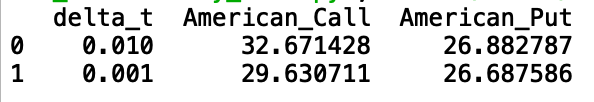 delta_t American_Call American_Put
0 0.010 32.671428 26.882787
1 0.001 29.630711 26.687586